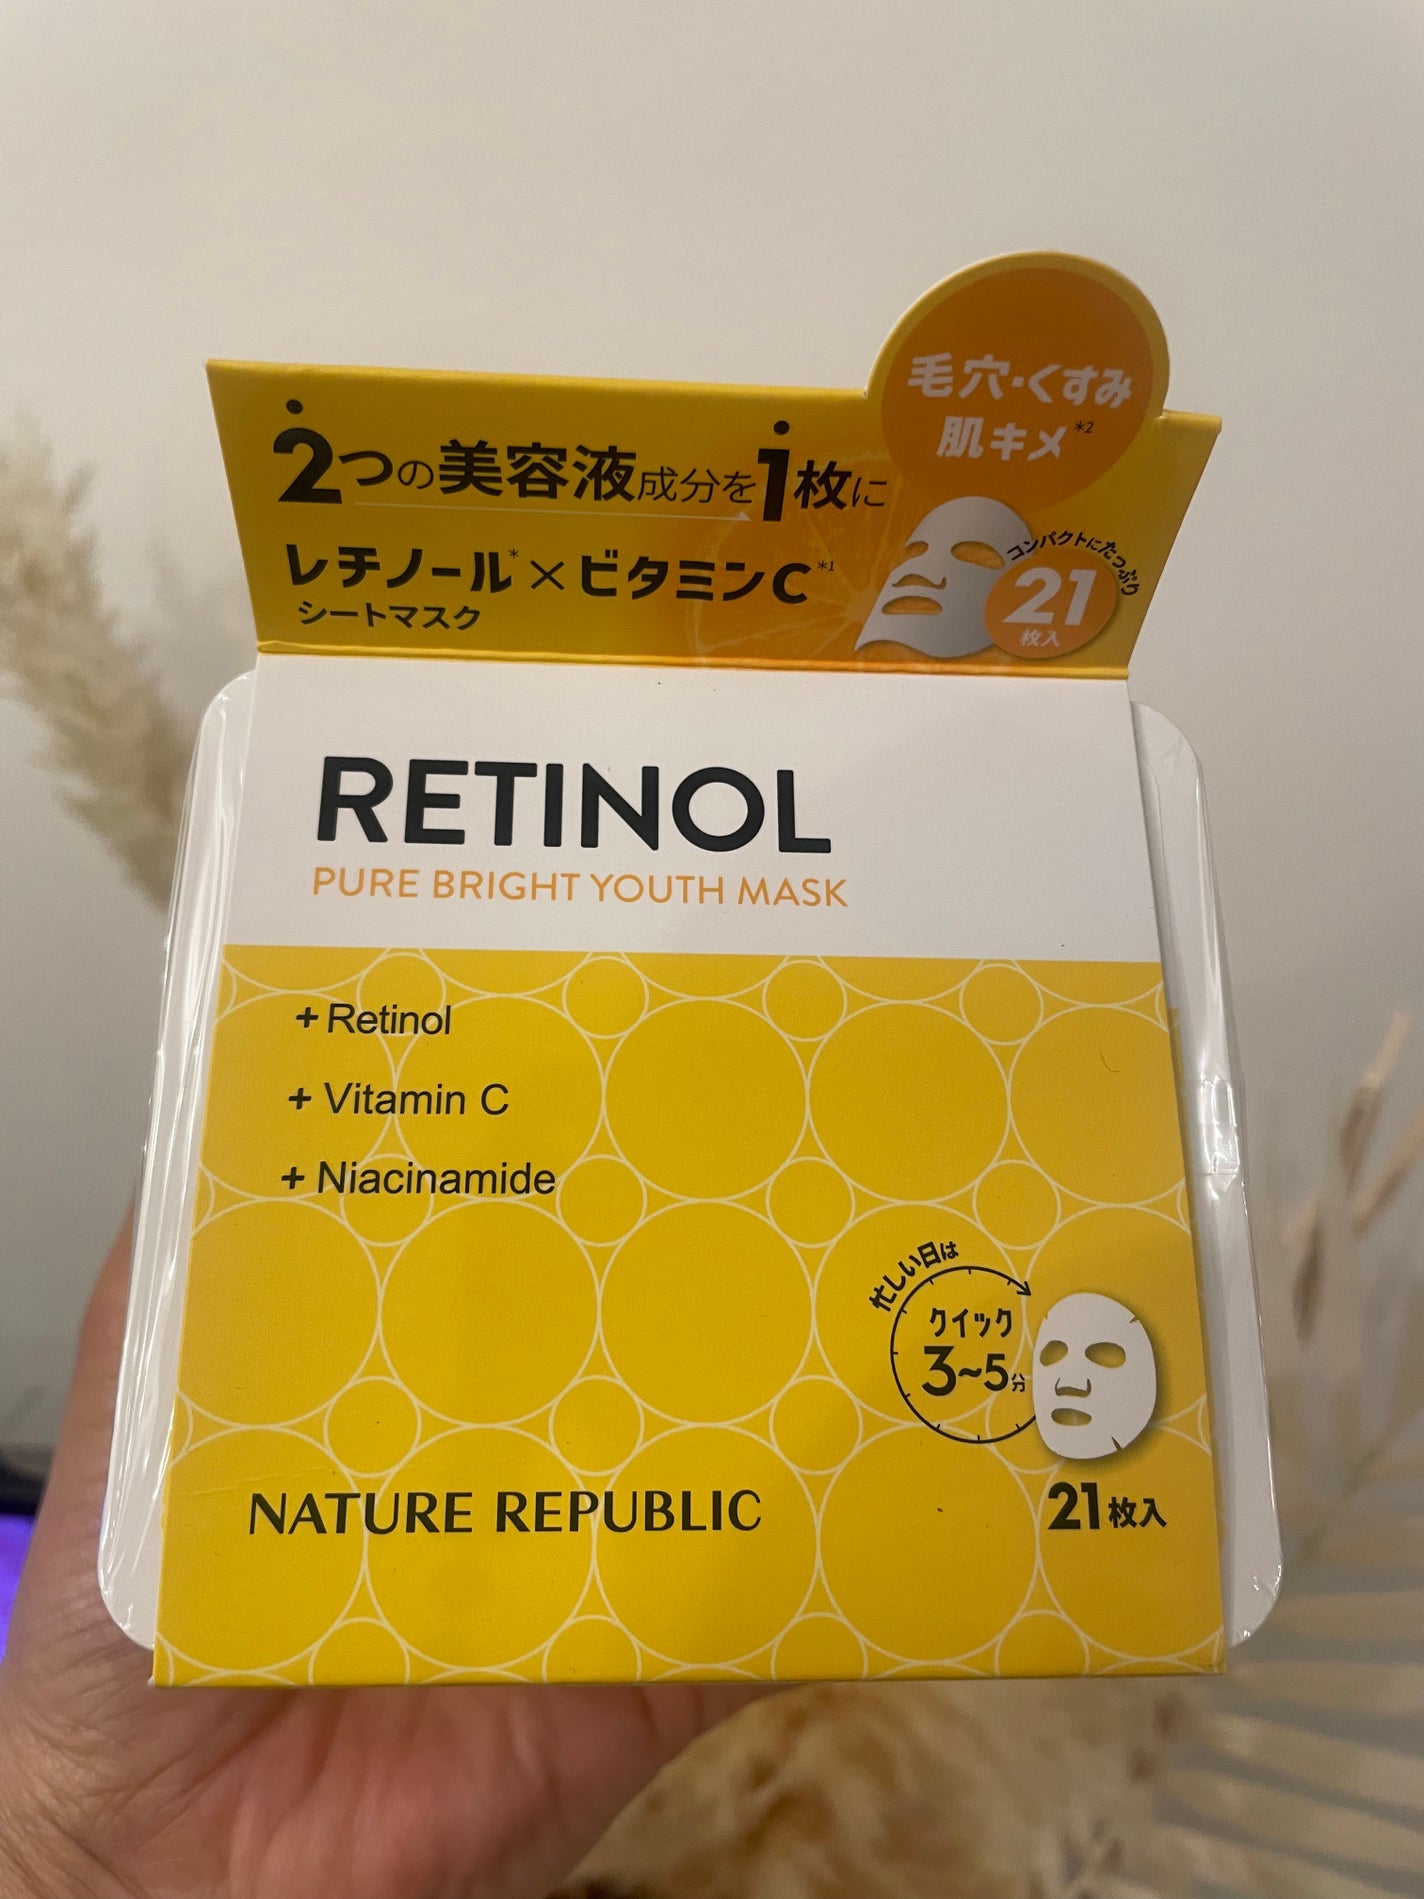 毛穴・くすみ
肌キメ*2
2つの美容液成分を1枚に
レチノール*×ビタミンC*1
シートマスク
コンパクトにたっぷり
21
枚入
RETINOL
PURE BRIGHT YOUTH MASK
+ Retinol
+ Vitamin C
+ Niacinamide
忙しい日は
クイック
3~5分
NATURE REPUBLIC
21枚入